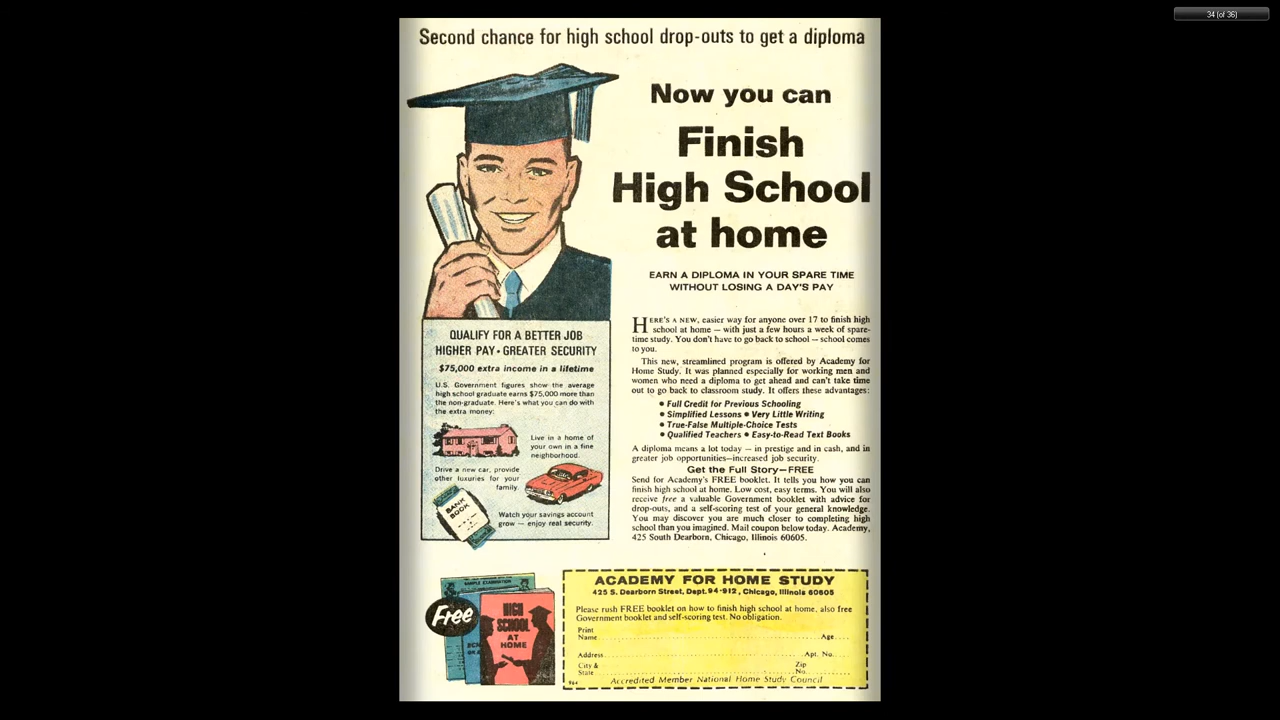 34 (of 36)
Second chance for high school drop-outs to get a diploma
Now you can
Finish
High School
at home
EARN A DIPLOMA IN YOUR SPARE TIME
WITHOUT LOSING A DAY'S PAY
HERE'S A NEW, easier way for anyone over 17 to finish high
school at home — with just a few hours a week of spare-
time study. You don't have to go back to school — school comes
to you.
This new, streamlined program is offered by Academy for
Home Study. It was planned especially for working men and
women who need a diploma to get ahead and can't take time
out to go back to classroom study. It offers these advantages:
• Full Credit for Previous Schooling
• Simplified Lessons • Very Little Writing
• True-False Multiple-Choice Tests
• Qualified Teachers • Easy-to-Read Text Books
A diploma means a lot today — in prestige and in cash, and in
greater job opportunities—increased job security.
Get the Full Story—FREE
Send for Academy's FREE booklet. It tells you how you can
finish high school at home. Low cost, easy terms. You will also
receive free a valuable Government booklet with advice for
drop-outs, and a self-scoring test of your general knowledge.
You may discover you are much closer to completing high
school than you imagined. Mail coupon below today. Academy,
425 South Dearborn, Chicago, Illinois 60605.
QUALIFY FOR A BETTER JOB
HIGHER PAY • GREATER SECURITY
$75,000 extra income in a lifetime
U.S. Government figures show the average
high school graduate earns $75,000 more than
the non-graduate. Here's what you can do with
the extra money:
Live in a home of
your own in a fine
neighborhood.
Drive a new car, provide
other luxuries for your
family.
BANK
BOOK
Watch your savings account
grow — enjoy real security.
SAMPLE EXAMINATION
Free
HIGH
SCHOOL
AT
HOME
ACADEMY FOR HOME STUDY
425 S. Dearborn Street, Dept. 94-912, Chicago, Illinois 60605
Please rush FREE booklet on how to finish high school at home, also free
Government booklet and self-scoring test. No obligation.
Print
Name Age
Address Apt. No.
City & Zip
State No.
Accredited Member National Home Study Council